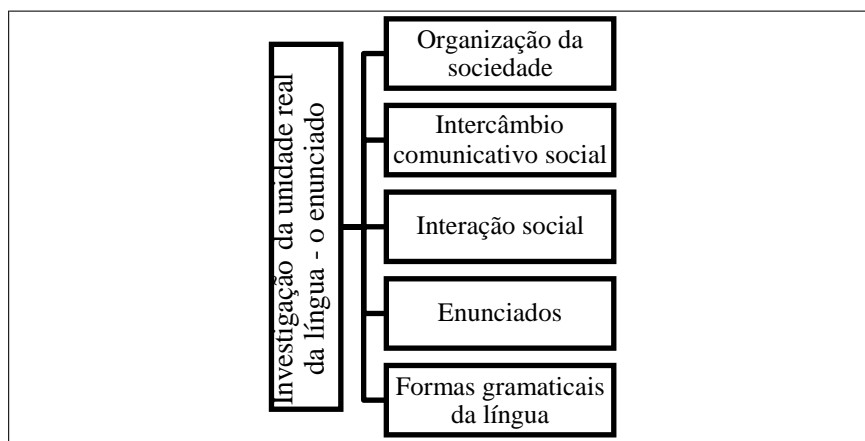 Investigação da unidade real
da língua - o enunciado
Organização da
sociedade
Intercâmbio
comunicativo social
Interação social
Enunciados
Formas gramaticais
da língua